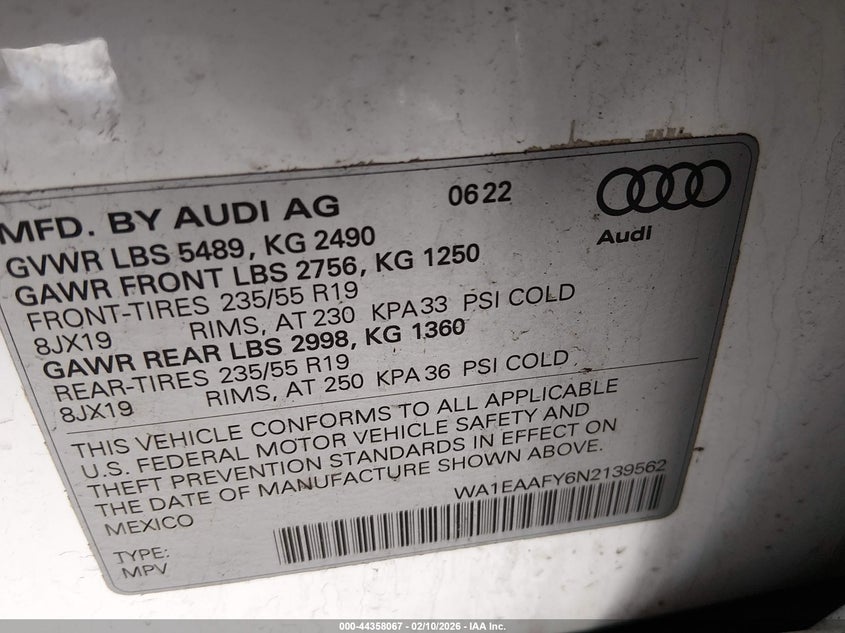 MFD. BY AUDI AG 0622
Audi
GVWR LBS 5489, KG 2490
GAWR FRONT LBS 2756, KG 1250
FRONT-TIRES 235/55 R19
8JX19 RIMS, AT 230 KPA 33 PSI COLD
GAWR REAR LBS 2998, KG 1360
REAR-TIRES 235/55 R19
8JX19 RIMS, AT 250 KPA 36 PSI COLD
THIS VEHICLE CONFORMS TO ALL APPLICABLE
U.S. FEDERAL MOTOR VEHICLE SAFETY AND
THEFT PREVENTION STANDARDS IN EFFECT ON
THE DATE OF MANUFACTURE SHOWN ABOVE.
MEXICO WA1EAAFY6N2139562
TYPE:
MPV
000-44358067 - 02/10/2026 - IAA Inc.